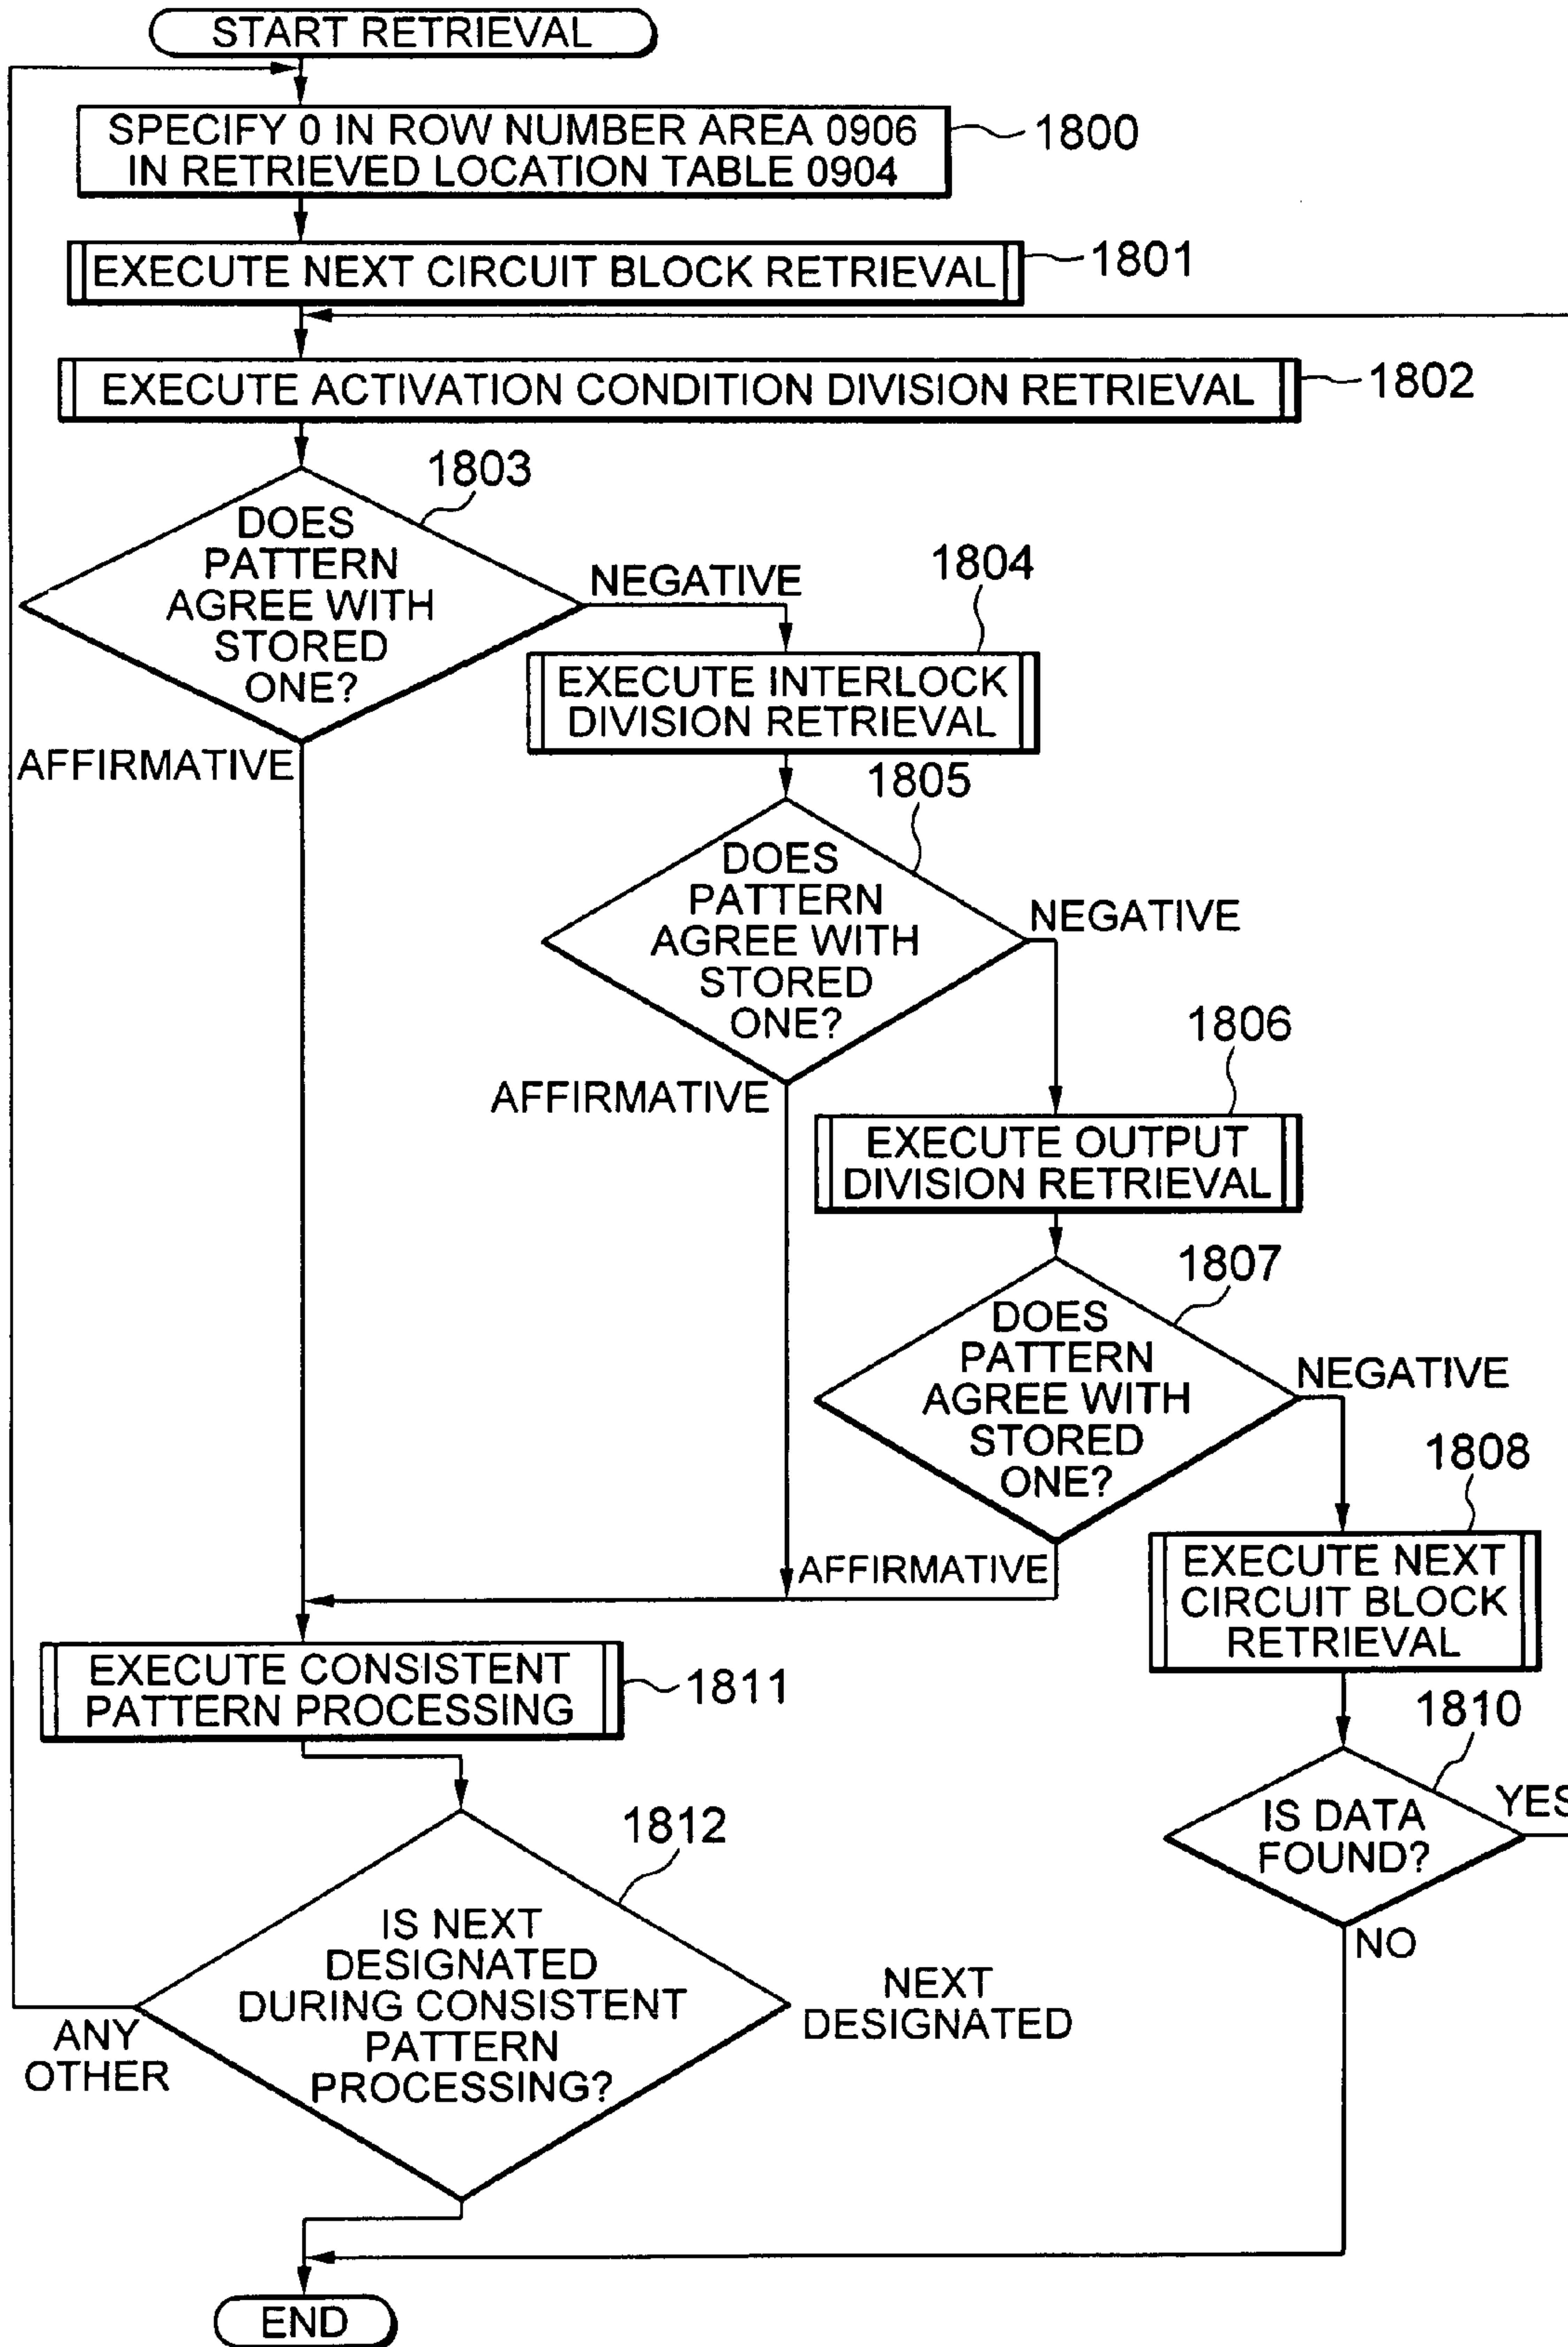 START RETRIEVAL
SPECIFY 0 IN ROW NUMBER AREA 0906
IN RETRIEVED LOCATION TABLE 0904
1800
EXECUTE NEXT CIRCUIT BLOCK RETRIEVAL
1801
EXECUTE ACTIVATION CONDITION DIVISION RETRIEVAL
1802
1803
DOES
PATTERN
AGREE WITH
STORED
ONE?
NEGATIVE
AFFIRMATIVE
1804
EXECUTE INTERLOCK
DIVISION RETRIEVAL
1805
DOES
PATTERN
AGREE WITH
STORED
ONE?
NEGATIVE
AFFIRMATIVE
1806
EXECUTE OUTPUT
DIVISION RETRIEVAL
1807
DOES
PATTERN
AGREE WITH
STORED
ONE?
NEGATIVE
AFFIRMATIVE
1808
EXECUTE NEXT
CIRCUIT BLOCK
RETRIEVAL
1810
IS DATA
FOUND?
YES
NO
EXECUTE CONSISTENT
PATTERN PROCESSING
1811
1812
IS NEXT
DESIGNATED
DURING CONSISTENT
PATTERN
PROCESSING?
NEXT
DESIGNATED
ANY
OTHER
END